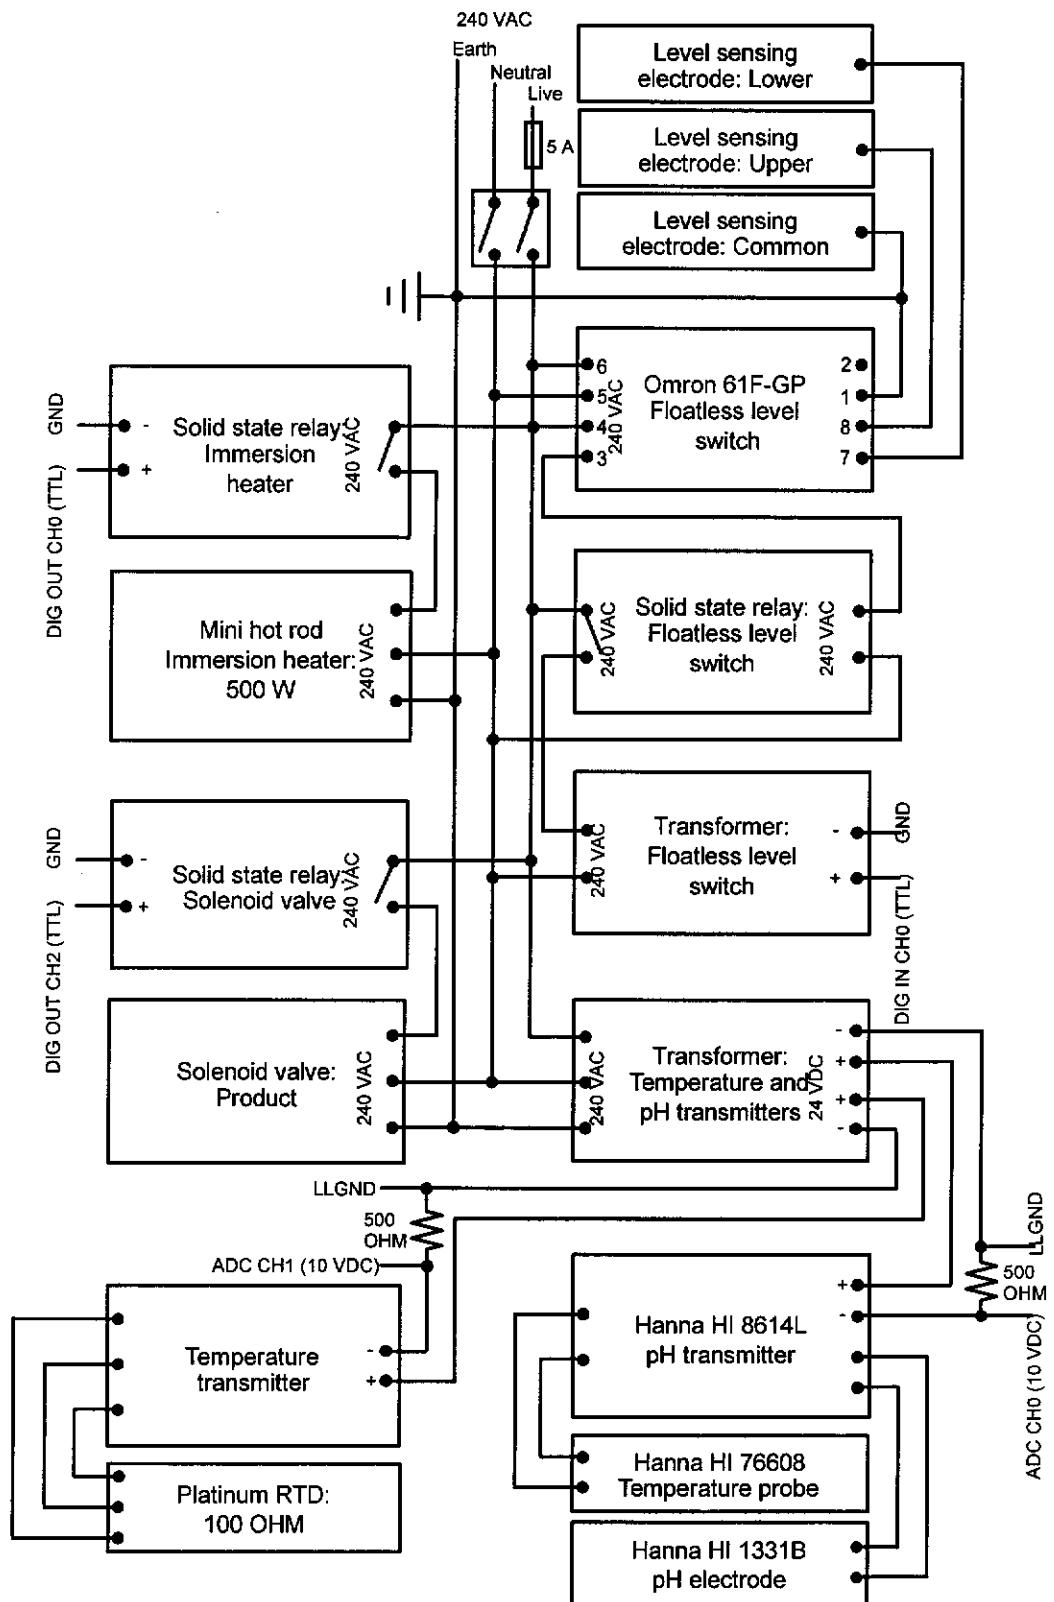 240 VAC
Earth
Neutral
Live
5 A
Level sensing
electrode: Lower
Level sensing
electrode: Upper
Level sensing
electrode: Common
6
5
4
3
240 VAC
Omron 61F-GP
Floatless level
switch
2
1
8
7
GND
DIG OUT CH0 (TTL)
-
+
Solid state relay:
Immersion
heater
240 VAC
Mini hot rod
Immersion heater:
500 W
240 VAC
240 VAC
Solid state relay:
Floatless level
switch
240 VAC
GND
DIG OUT CH2 (TTL)
-
+
Solid state relay:
Solenoid valve
240 VAC
240 VAC
Transformer:
Floatless level
switch
-
+
GND
DIG IN CH0 (TTL)
Solenoid valve:
Product
240 VAC
240 VAC
Transformer:
Temperature and
pH transmitters
24 VDC
-
+
+
-
LLGND
500
OHM
ADC CH1 (10 VDC)
LLGND
500
OHM
ADC CH0 (10 VDC)
Temperature
transmitter
-
+
Hanna HI 8614L
pH transmitter
+
-
Platinum RTD:
100 OHM
Hanna HI 76608
Temperature probe
Hanna HI 1331B
pH electrode